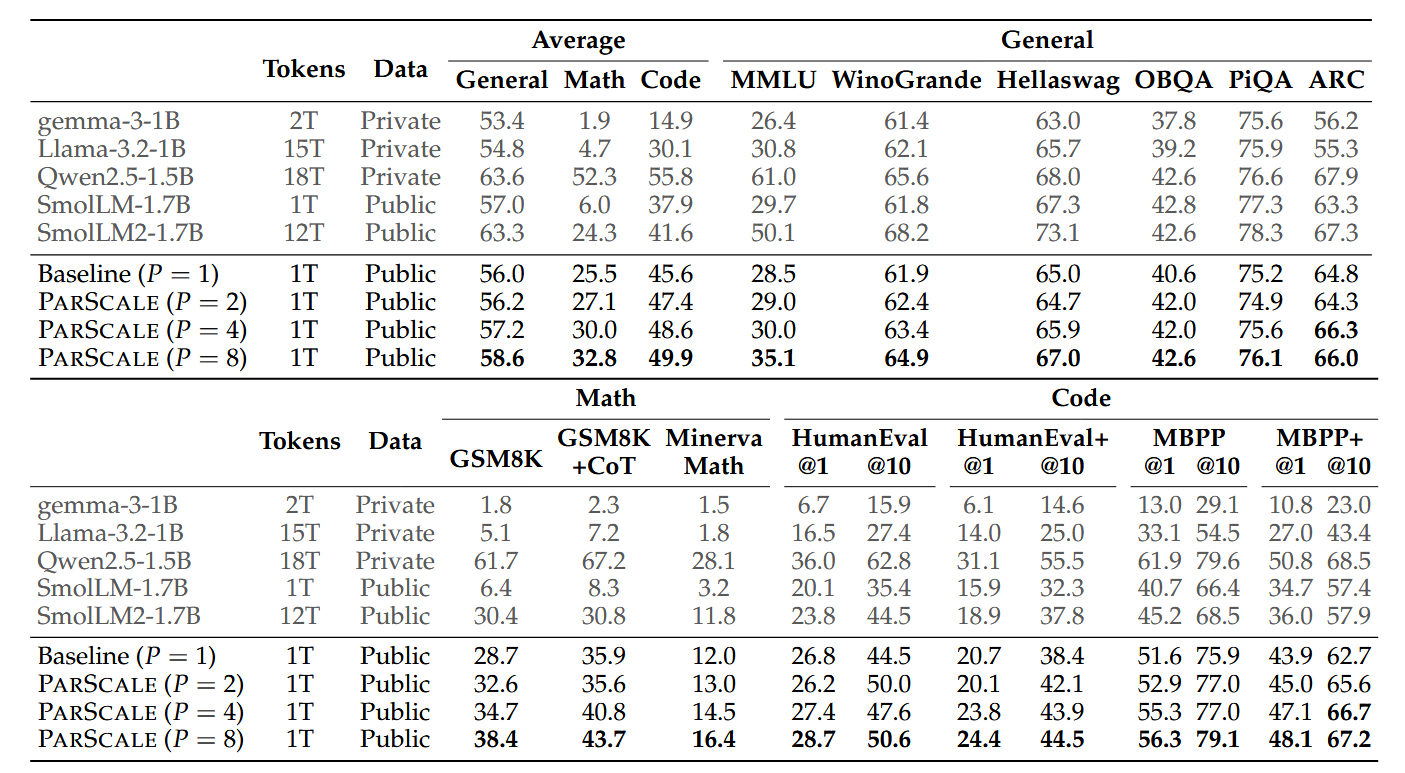 Average General
Tokens Data General Math Code MMLU WinoGrande Hellaswag OBQA PiQA ARC
gemma-3-1B 2T Private 53.4 1.9 14.9 26.4 61.4 63.0 37.8 75.6 56.2
Llama-3.2-1B 15T Private 54.8 4.7 30.1 30.8 62.1 65.7 39.2 75.9 55.3
Qwen2.5-1.5B 18T Private 63.6 52.3 55.8 61.0 65.6 68.0 42.6 76.6 67.9
SmolLM-1.7B 1T Public 57.0 6.0 37.9 29.7 61.8 67.3 42.8 77.3 63.3
SmolLM2-1.7B 12T Public 63.3 24.3 41.6 50.1 68.2 73.1 42.6 78.3 67.3
Baseline (P = 1) 1T Public 56.0 25.5 45.6 28.5 61.9 65.0 40.6 75.2 64.8
PARSCALE (P = 2) 1T Public 56.2 27.1 47.4 29.0 62.4 64.7 42.0 74.9 64.3
PARSCALE (P = 4) 1T Public 57.2 30.0 48.6 30.0 63.4 65.9 42.0 75.6 66.3
PARSCALE (P = 8) 1T Public 58.6 32.8 49.9 35.1 64.9 67.0 42.6 76.1 66.0
Math Code
Tokens Data GSM8K GSM8K +CoT Minerva Math HumanEval HumanEval+ MBPP MBPP+
@1 @10 @1 @10 @1 @10 @1 @10
gemma-3-1B 2T Private 1.8 2.3 1.5 6.7 15.9 6.1 14.6 13.0 29.1 10.8 23.0
Llama-3.2-1B 15T Private 5.1 7.2 1.8 16.5 27.4 14.0 25.0 33.1 54.5 27.0 43.4
Qwen2.5-1.5B 18T Private 61.7 67.2 28.1 36.0 62.8 31.1 55.5 61.9 79.6 50.8 68.5
SmolLM-1.7B 1T Public 6.4 8.3 3.2 20.1 35.4 15.9 32.3 40.7 66.4 34.7 57.4
SmolLM2-1.7B 12T Public 30.4 30.8 11.8 23.8 44.5 18.9 37.8 45.2 68.5 36.0 57.9
Baseline (P = 1) 1T Public 28.7 35.9 12.0 26.8 44.5 20.7 38.4 51.6 75.9 43.9 62.7
PARSCALE (P = 2) 1T Public 32.6 35.6 13.0 26.2 50.0 20.1 42.1 52.9 77.0 45.0 65.6
PARSCALE (P = 4) 1T Public 34.7 40.8 14.5 27.4 47.6 23.8 43.9 55.3 77.0 47.1 66.7
PARSCALE (P = 8) 1T Public 38.4 43.7 16.4 28.7 50.6 24.4 44.5 56.3 79.1 48.1 67.2